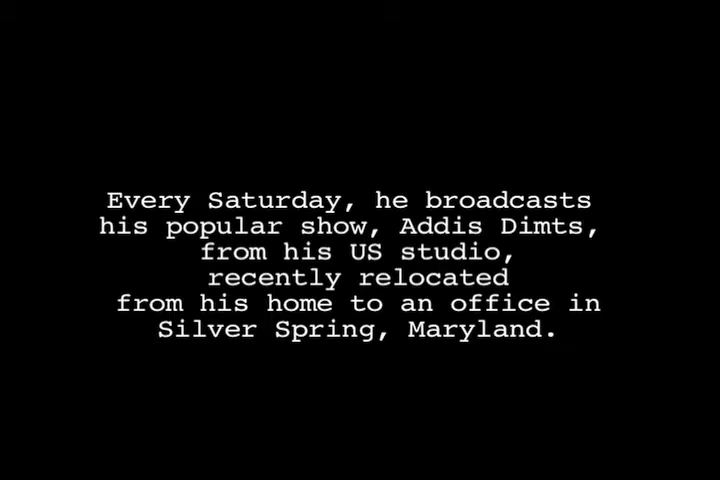 Every Saturday, he broadcasts
his popular show, Addis Dimts,
from his US studio,
recently relocated
from his home to an office in
Silver Spring, Maryland.